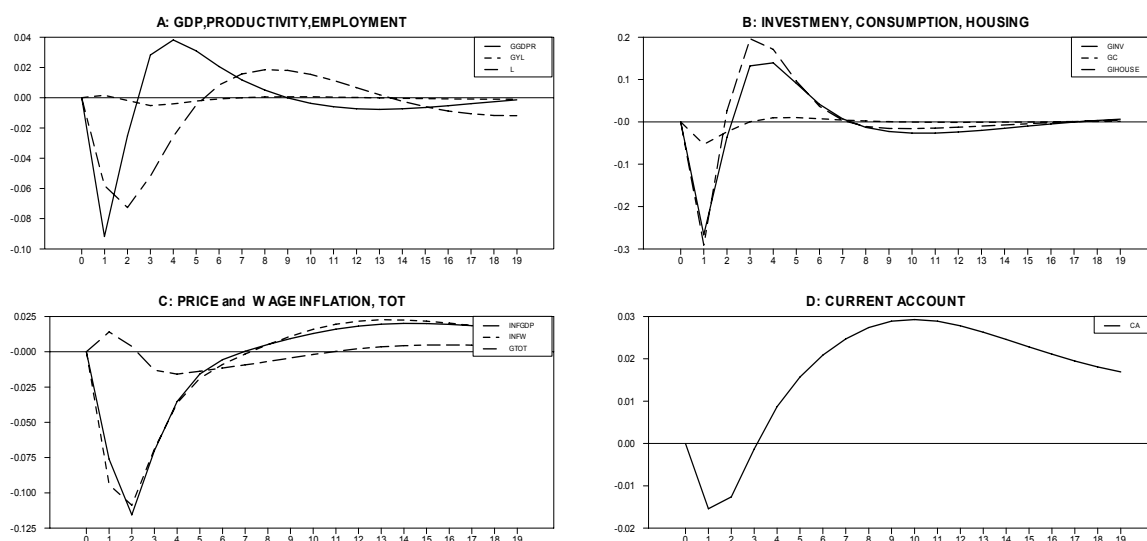 A: GDP,PRODUCTIVITY,EMPLOYMENT
GGDPR
GYL
L
0.04
0.02
0.00
-0.02
-0.04
-0.06
-0.08
-0.10
0 1 2 3 4 5 6 7 8 9 10 11 12 13 14 15 16 17 18 19
B: INVESTMENY, CONSUMPTION, HOUSING
GINV
GC
GIHOUSE
0.2
0.1
-0.0
-0.1
-0.2
-0.3
0 1 2 3 4 5 6 7 8 9 10 11 12 13 14 15 16 17 18 19
C: PRICE and WAGE INFLATION, TOT
INFGDP
INFW
GTOT
0.025
-0.000
-0.025
-0.050
-0.075
-0.100
-0.125
0 1 2 3 4 5 6 7 8 9 10 11 12 13 14 15 16 17 18 19
D: CURRENT ACCOUNT
CA
0.03
0.02
0.01
0.00
-0.01
-0.02
0 1 2 3 4 5 6 7 8 9 10 11 12 13 14 15 16 17 18 19